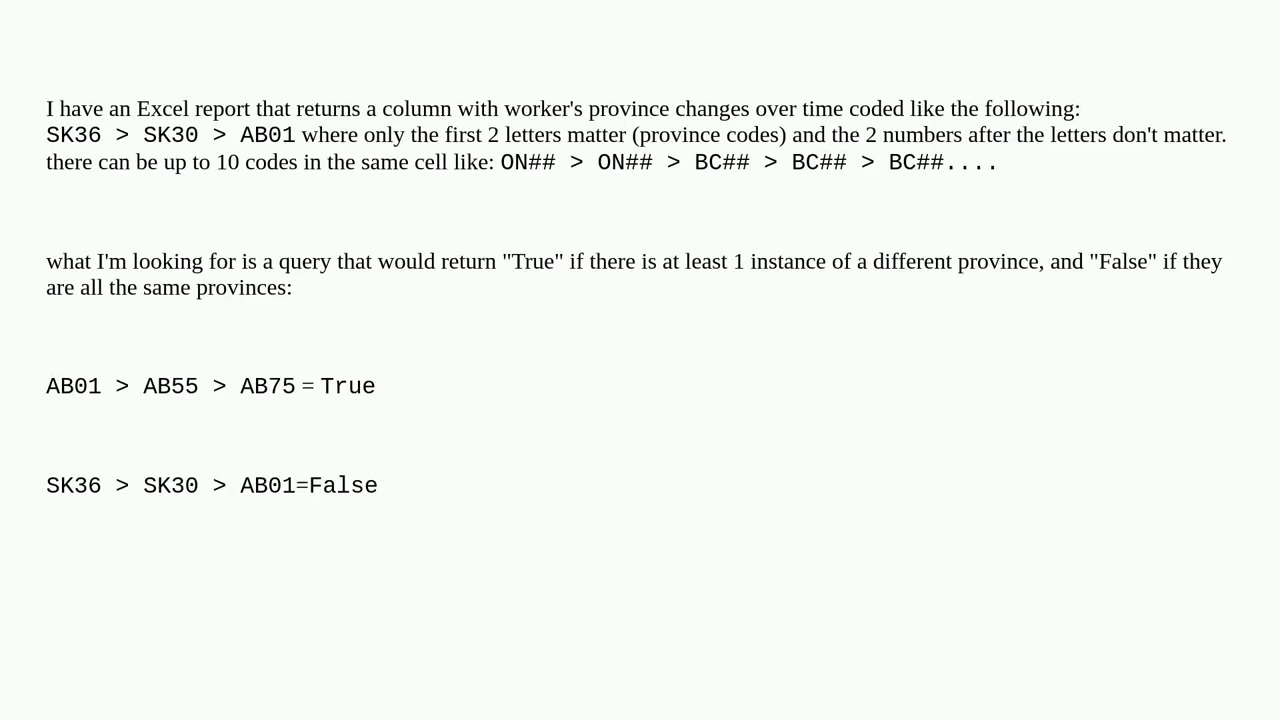 I have an Excel report that returns a column with worker's province changes over time coded like the following:
SK36 > SK30 > AB01 where only the first 2 letters matter (province codes) and the 2 numbers after the letters don't matter.
there can be up to 10 codes in the same cell like: ON## > ON## > BC## > BC## > BC##....
what I'm looking for is a query that would return "True" if there is at least 1 instance of a different province, and "False" if they
are all the same provinces:
AB01 > AB55 > AB75 = True
SK36 > SK30 > AB01=False